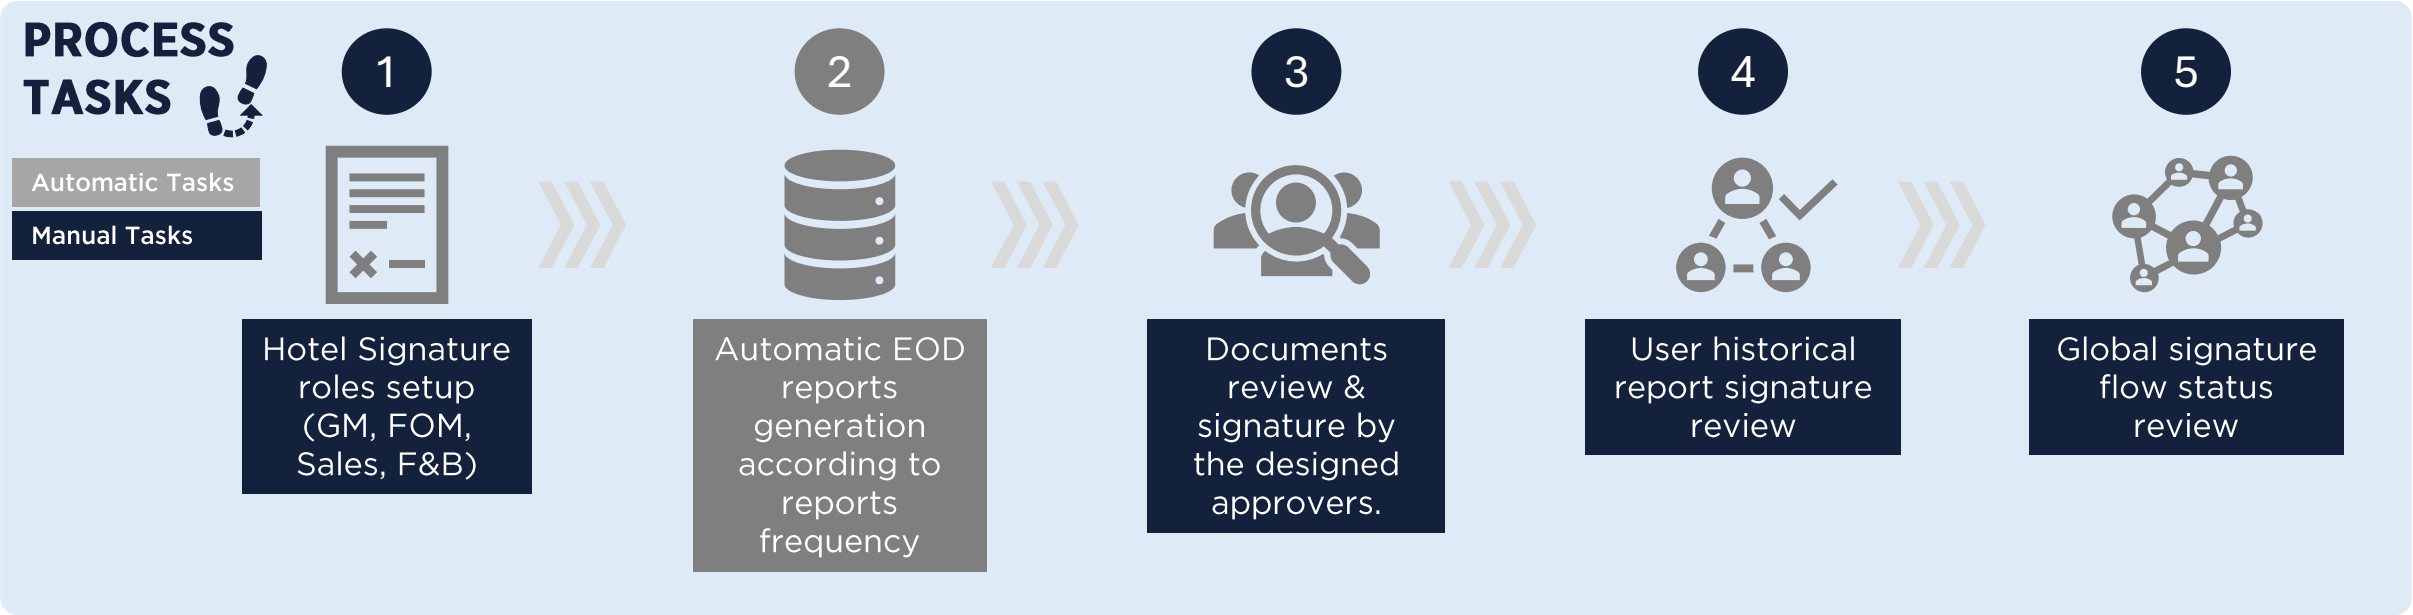 PROCESS
TASKS
Automatic Tasks
Manual Tasks
1
Hotel Signature
roles setup
(GM, FOM,
Sales, F&B)
2
Automatic EOD
reports
generation
according to
reports
frequency
3
Documents
review &
signature by
the designed
approvers.
4
User historical
report signature
review
5
Global signature
flow status
review